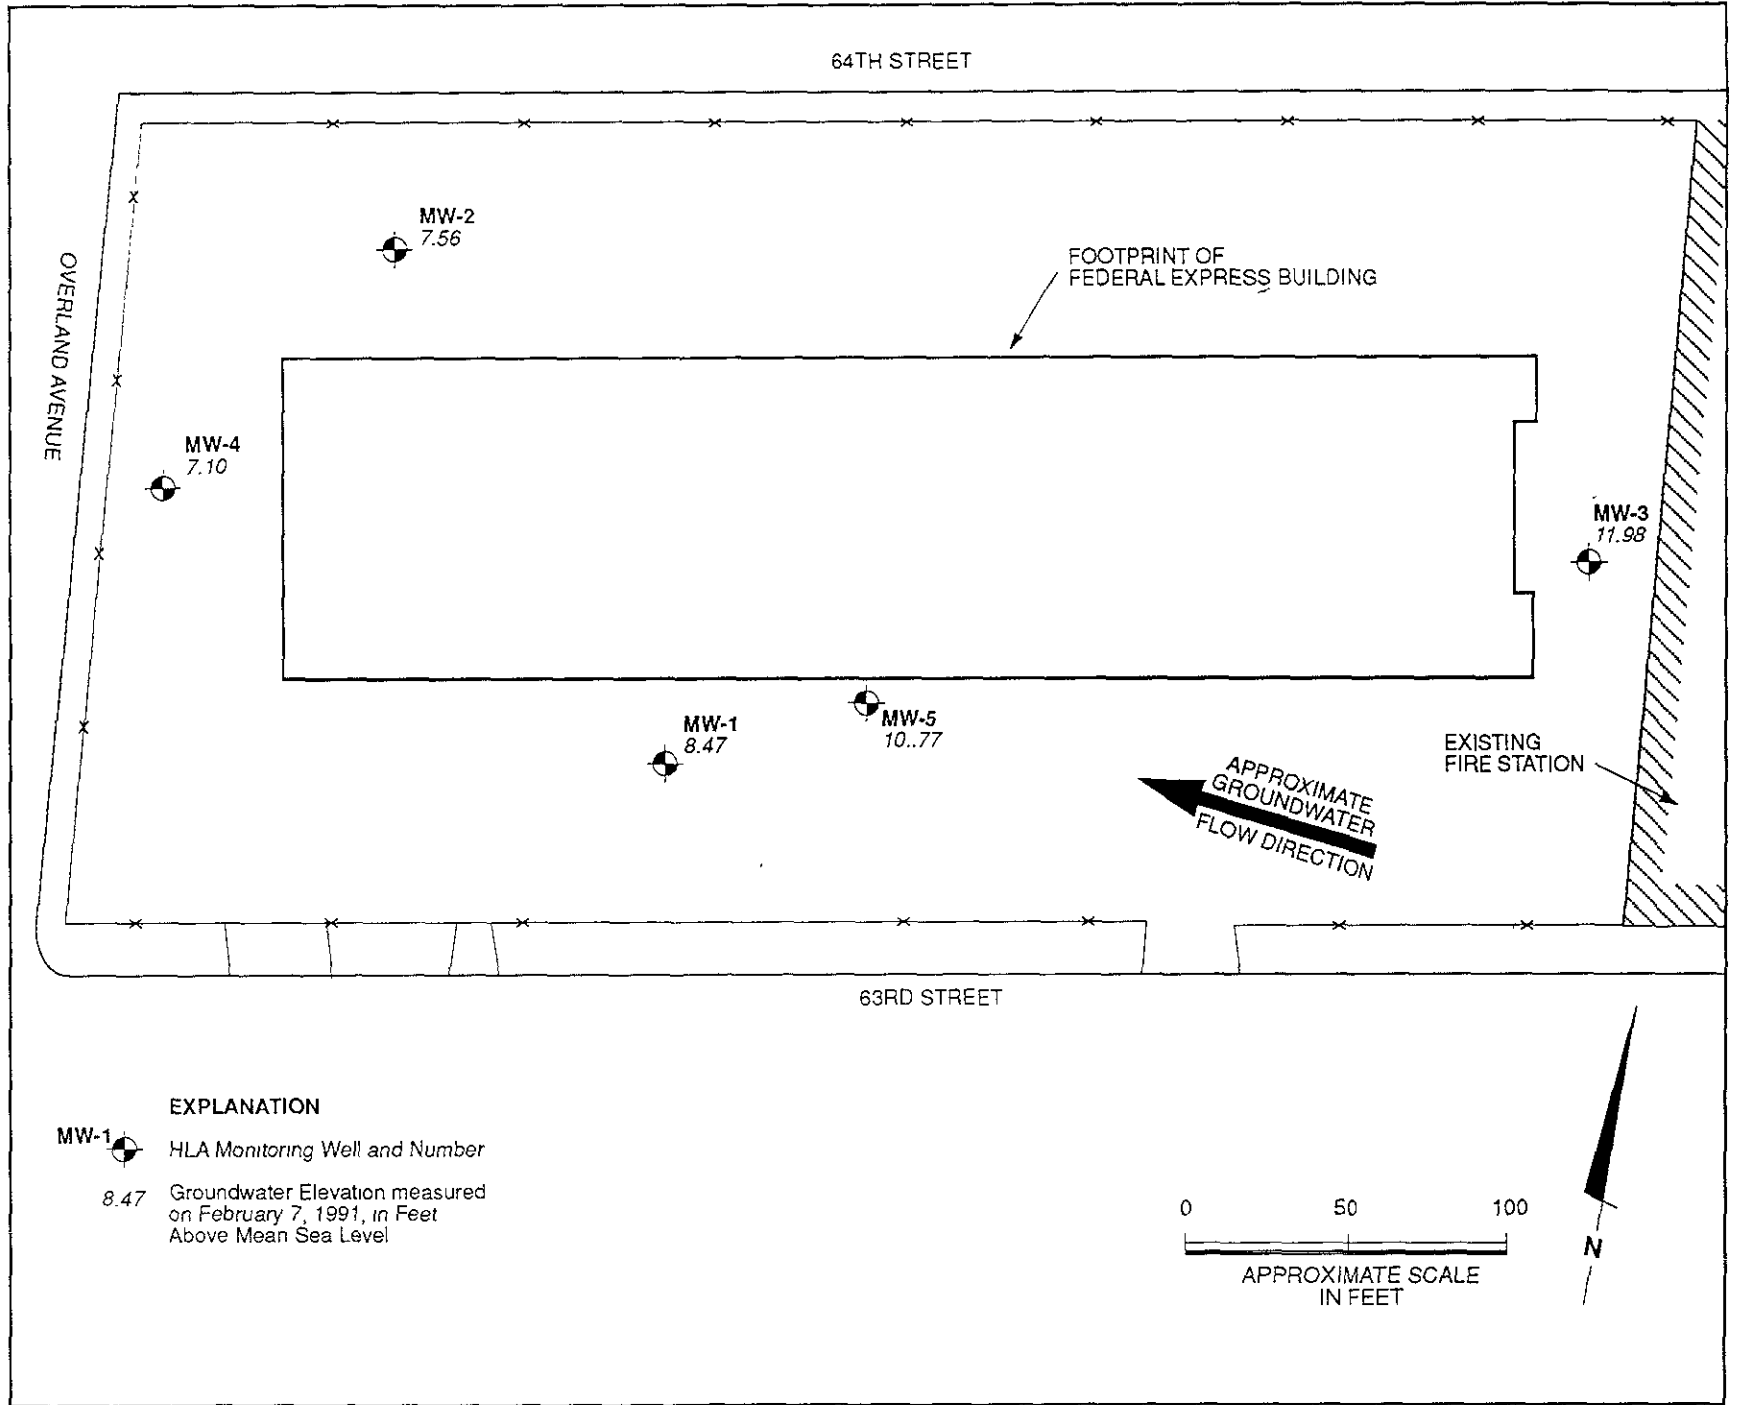 64TH STREET
MW-2
7.56
FOOTPRINT OF
FEDERAL EXPRESS BUILDING
OVERLAND AVENUE
MW-4
7.10
MW-3
11.98
MW-1
8.47
MW-5
10..77
EXISTING
FIRE STATION
APPROXIMATE
GROUNDWATER
FLOW DIRECTION
63RD STREET
EXPLANATION
MW-1
HLA Monitoring Well and Number
8.47
Groundwater Elevation measured
on February 7, 1991, in Feet
Above Mean Sea Level
0 50 100
APPROXIMATE SCALE
IN FEET
N